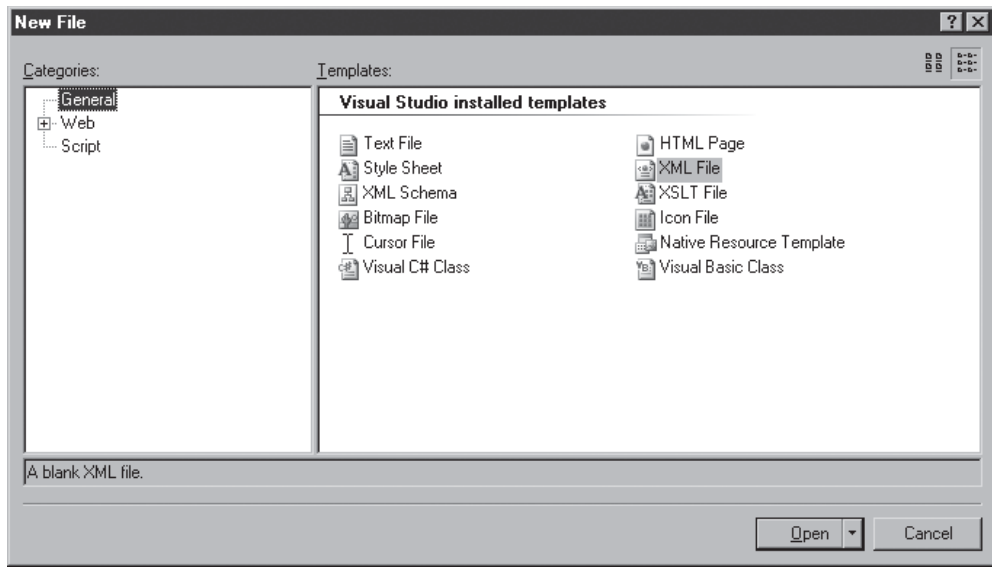 New File
Categories:
Templates:
General
Web
Script
Visual Studio installed templates
Text File
HTML Page
Style Sheet
XML File
XML Schema
XSLT File
Bitmap File
Icon File
Cursor File
Native Resource Template
Visual C# Class
Visual Basic Class
A blank XML file.
Open
Cancel